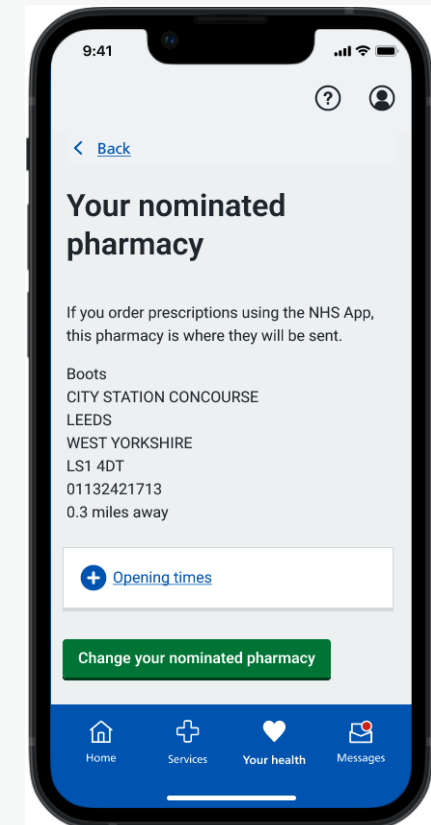 9:41
Back
Your nominated
pharmacy
If you order prescriptions using the NHS App,
this pharmacy is where they will be sent.
Boots
CITY STATION CONCOURSE
LEEDS
WEST YORKSHIRE
LS1 4DT
01132421713
0.3 miles away
Opening times
Change your nominated pharmacy
Home Services Your health Messages